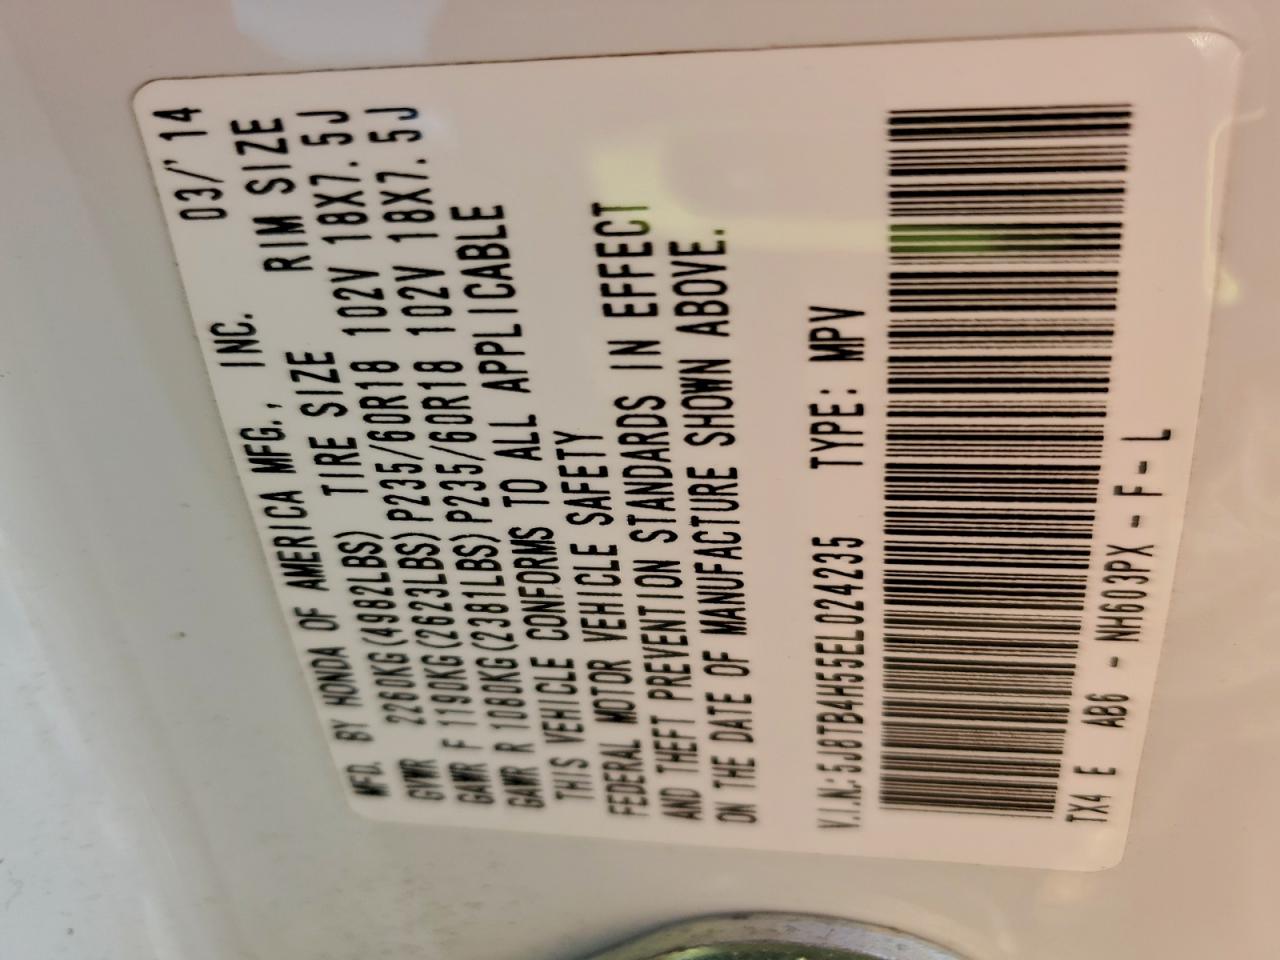 MFD. BY HONDA OF AMERICA MFG., INC. 03/'14
GVWR 2260KG(4982LBS) TIRE SIZE RIM SIZE
GAWR F 1190KG(2623LBS)P235/60R18 102V 18X7.5J
GAWR R 1080KG(2381LBS)P235/60R18 102V 18X7.5J
THIS VEHICLE CONFORMS TO ALL APPLICABLE
FEDERAL MOTOR VEHICLE SAFETY
AND THEFT PREVENTION STANDARDS IN EFFECT
ON THE DATE OF MANUFACTURE SHOWN ABOVE.
V.I.N.:5J8TB4H55EL024235 TYPE: MPV
TX4 E AB6 - NH603PX - F - L